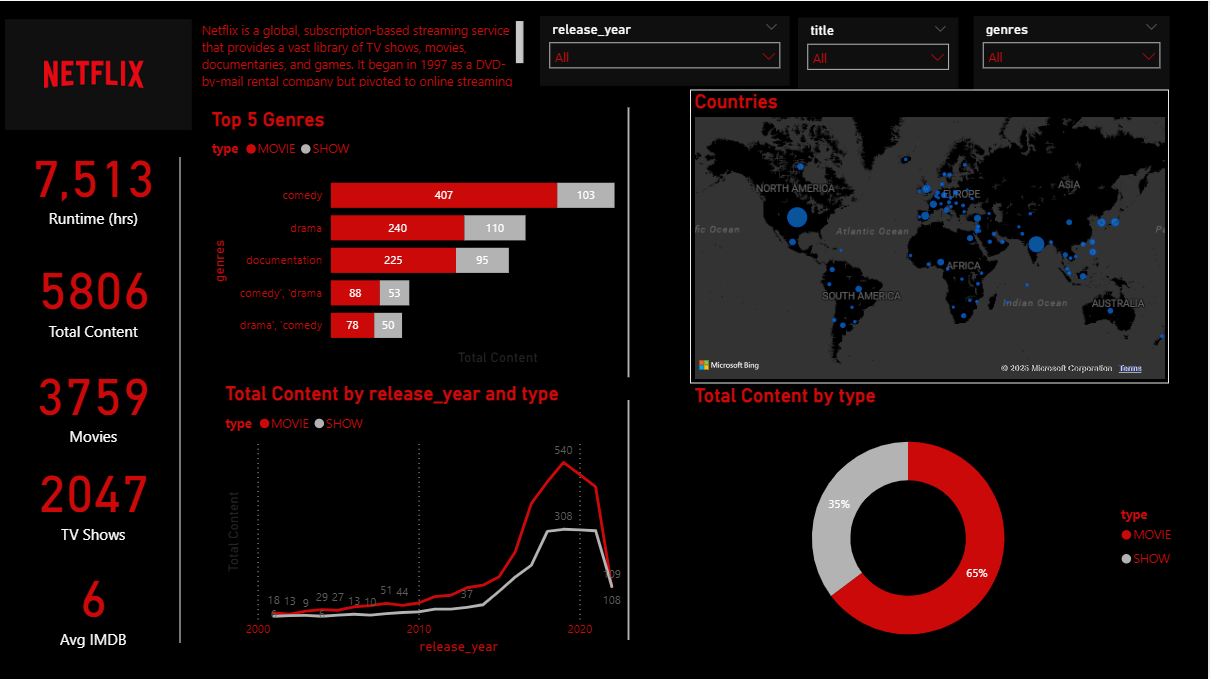 NETFLIX
Netflix is a global, subscription-based streaming service
that provides a vast library of TV shows, movies,
documentaries, and games. It began in 1997 as a DVD-
by-mail rental company but pivoted to online streaming
release_year
All
title
All
genres
All
7,513
Runtime (hrs)
5806
Total Content
3759
Movies
2047
TV Shows
6
Avg IMDB
Top 5 Genres
type MOVIE SHOW
genres
comedy 407 103
drama 240 110
documentation 225 95
comedy', 'drama 88 53
drama', 'comedy 78 50
Total Content
Countries
NORTH AMERICA
EUROPE
ASIA
fic Ocean
Atlantic Ocean
P
AFRICA
SOUTH AMERICA
Indian Ocean
AUSTRALIA
Microsoft Bing
© 2025 Microsoft Corporation Terms
Total Content by release_year and type
type MOVIE SHOW
Total Content
540
308
18 13 9 29 27 13 10 51 44 37
109
108
2000 2010 2020
release_year
Total Content by type
35%
65%
type
MOVIE
SHOW